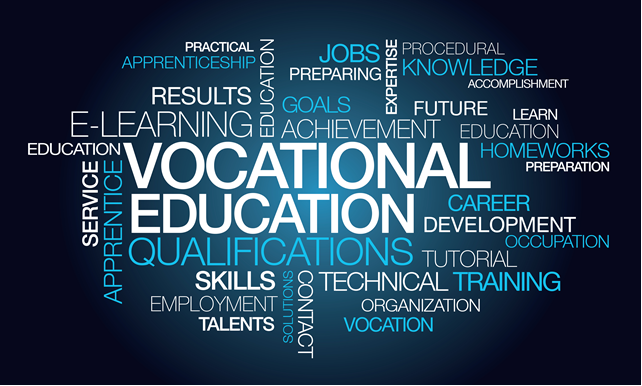 PRACTICAL
APPRENTICESHIP
EDUCATION
JOBS
PREPARING
EXPERTISE
PROCEDURAL
KNOWLEDGE
ACCOMPLISHMENT
RESULTS
GOALS
FUTURE
LEARN
E-LEARNING
ACHIEVEMENT
EDUCATION
EDUCATION
HOMEWORKS
PREPARATION
SERVICE
APPRENTICE
VOCATIONAL
EDUCATION
CAREER
DEVELOPMENT
OCCUPATION
QUALIFICATIONS
TUTORIAL
SKILLS
SOLUTIONS
CONTACT
TECHNICAL TRAINING
EMPLOYMENT
ORGANIZATION
TALENTS
VOCATION